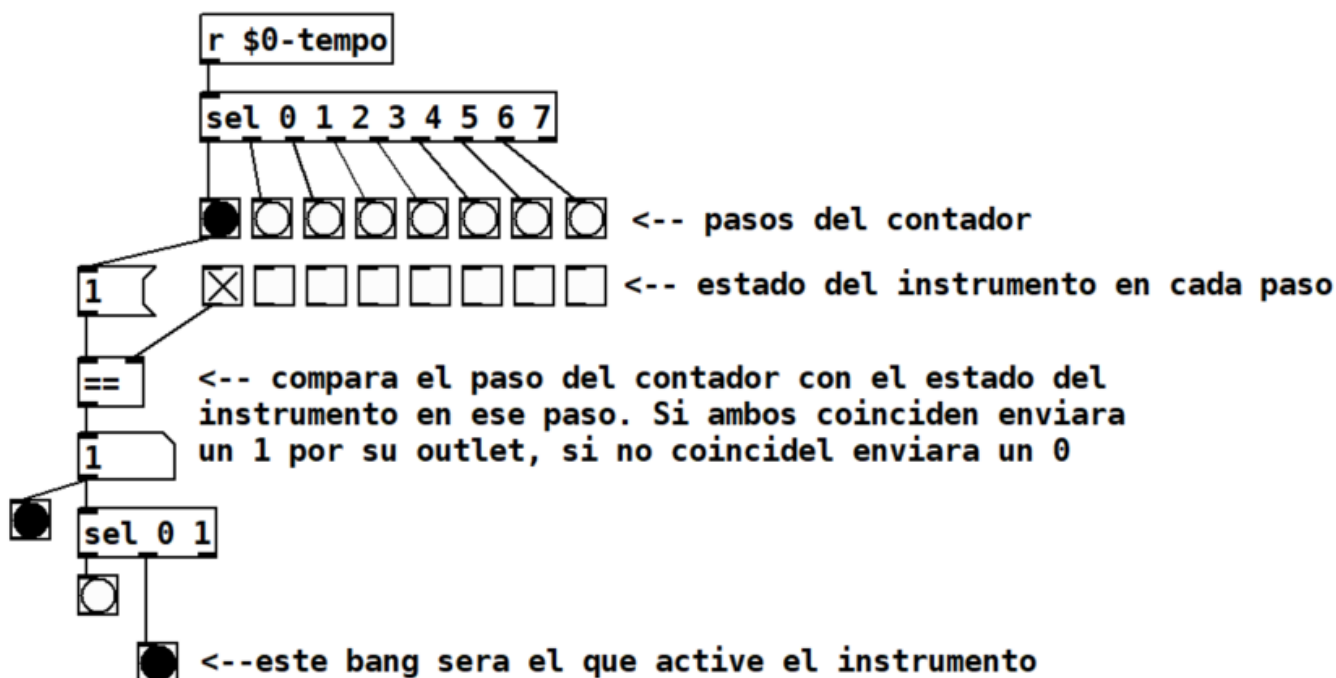 r $0-tempo
sel 0 1 2 3 4 5 6 7
<-- pasos del contador
1
<-- estado del instrumento en cada paso
==
<-- compara el paso del contador con el estado del
instrumento en ese paso. Si ambos coinciden enviara
un 1 por su outlet, si no coincidel enviara un 0
1
sel 0 1
<--este bang sera el que active el instrumento